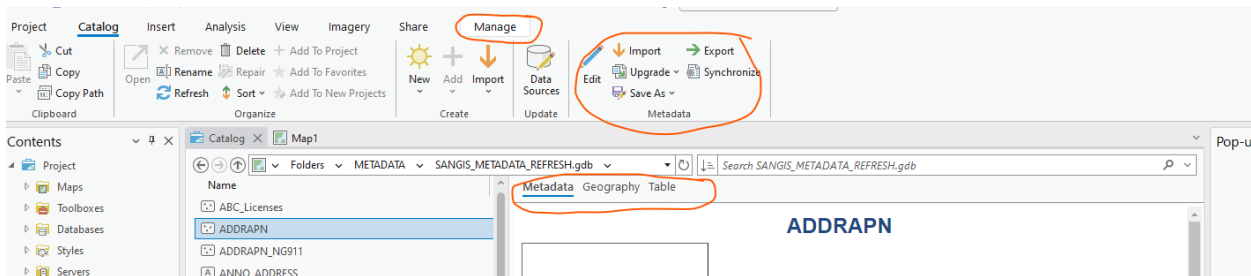 Project Catalog Insert Analysis View Imagery Share Manage
Cut Remove Delete Add To Project Import Export
Copy Rename Repair Add To Favorites Upgrade Synchronize
Paste Open New Add Import Data Sources Edit
Copy Path Refresh Sort Add To New Projects Save As
Clipboard Organize Create Update Metadata
Contents Catalog Map1 Pop-u
Project Folders METADATA SANGIS_METADATA_REFRESH.gdb Search SANGIS_METADATA_REFRESH.gdb
Maps Name Metadata Geography Table
Toolboxes ABC_Licenses
Databases ADDRAPN ADDRAPN
Styles ADDRAPN_NG911
Servers ANNO_ADDRESS